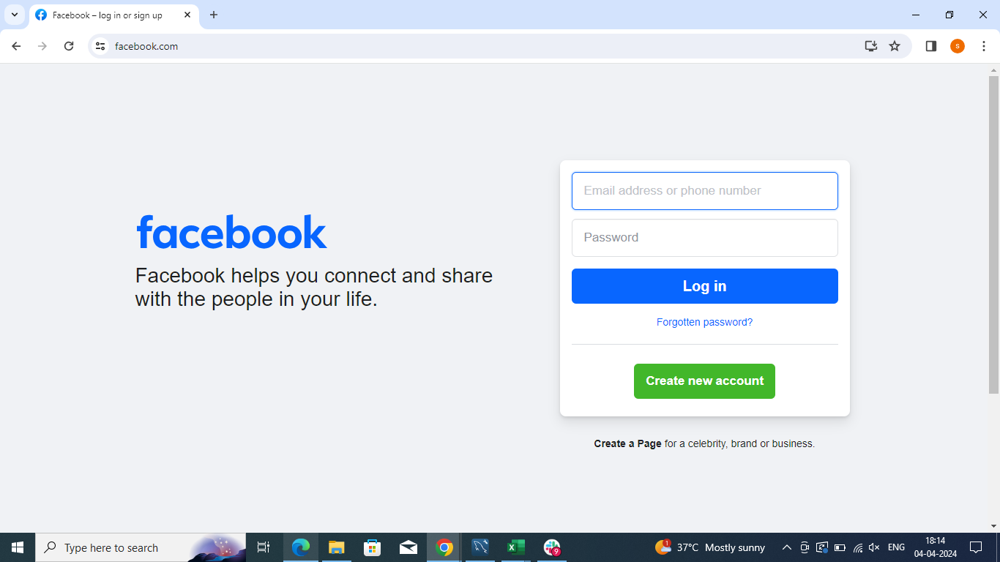 Facebook – log in or sign up
facebook.com
S
facebook
Facebook helps you connect and share
with the people in your life.
Email address or phone number
Password
Log in
Forgotten password?
Create new account
Create a Page for a celebrity, brand or business.
Type here to search
9
1
37°C Mostly sunny
ENG
18:14
04-04-2024